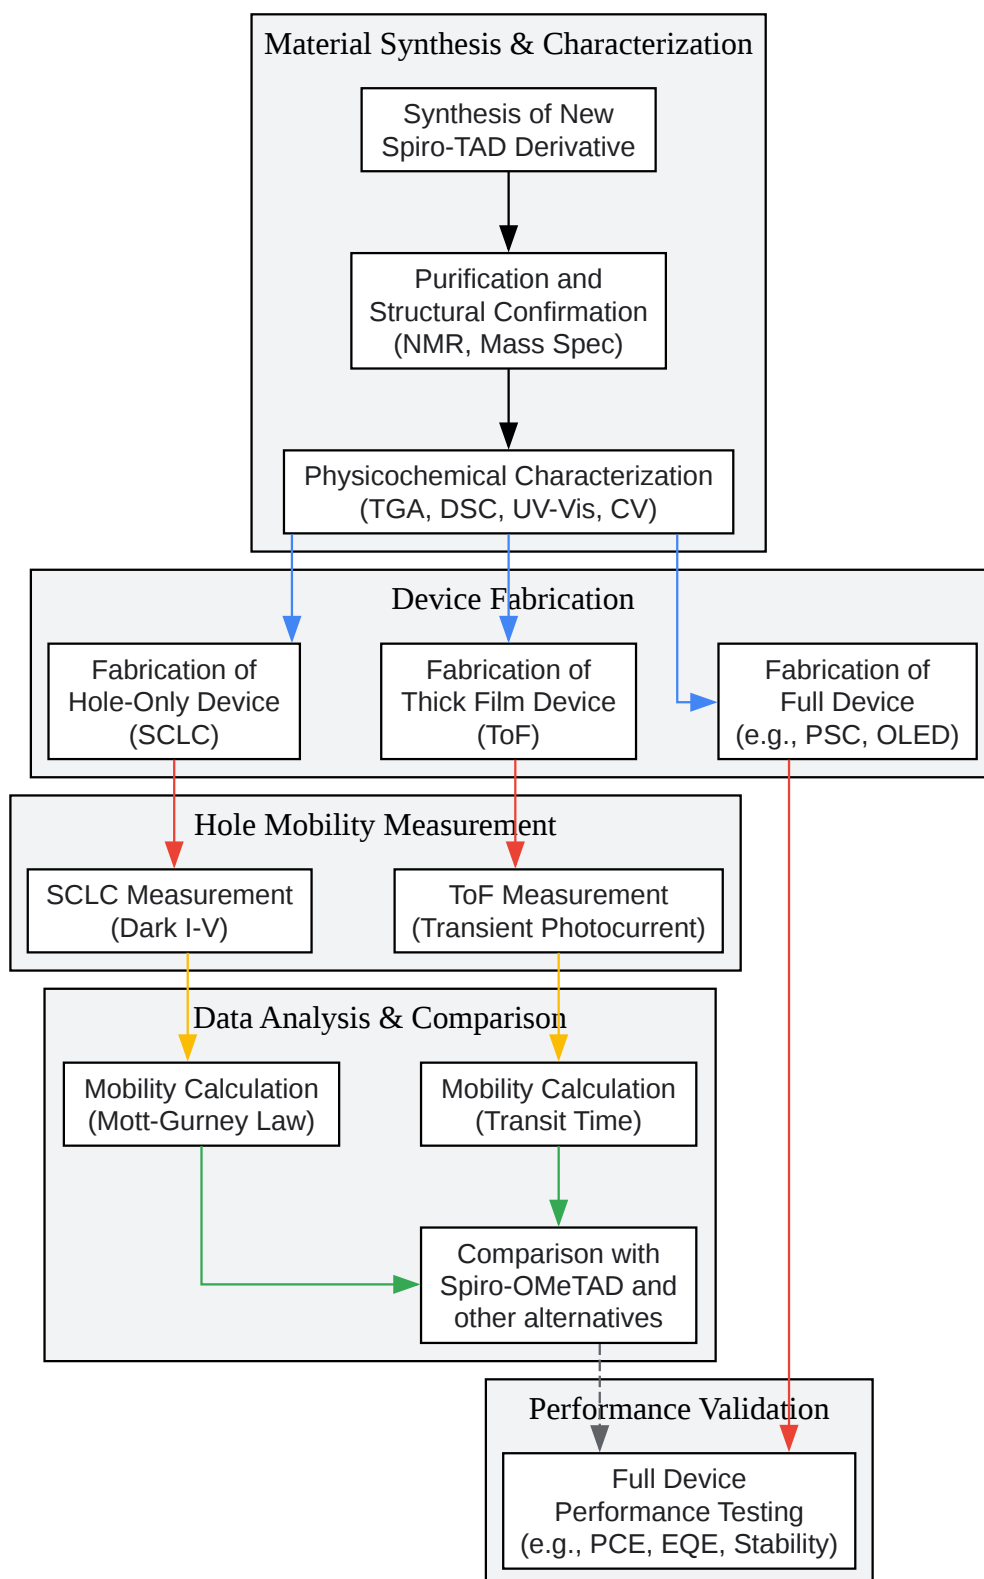 Material Synthesis & Characterization
Synthesis of New
Spiro-TAD Derivative
Purification and
Structural Confirmation
(NMR, Mass Spec)
Physicochemical Characterization
(TGA, DSC, UV-Vis, CV)
Device Fabrication
Fabrication of
Hole-Only Device
(SCLC)
Fabrication of
Thick Film Device
(ToF)
Fabrication of
Full Device
(e.g., PSC, OLED)
Hole Mobility Measurement
SCLC Measurement
(Dark I-V)
ToF Measurement
(Transient Photocurrent)
Data Analysis & Comparison
Mobility Calculation
(Mott-Gurney Law)
Mobility Calculation
(Transit Time)
Comparison with
Spiro-OMeTAD and
other alternatives
Performance Validation
Full Device
Performance Testing
(e.g., PCE, EQE, Stability)